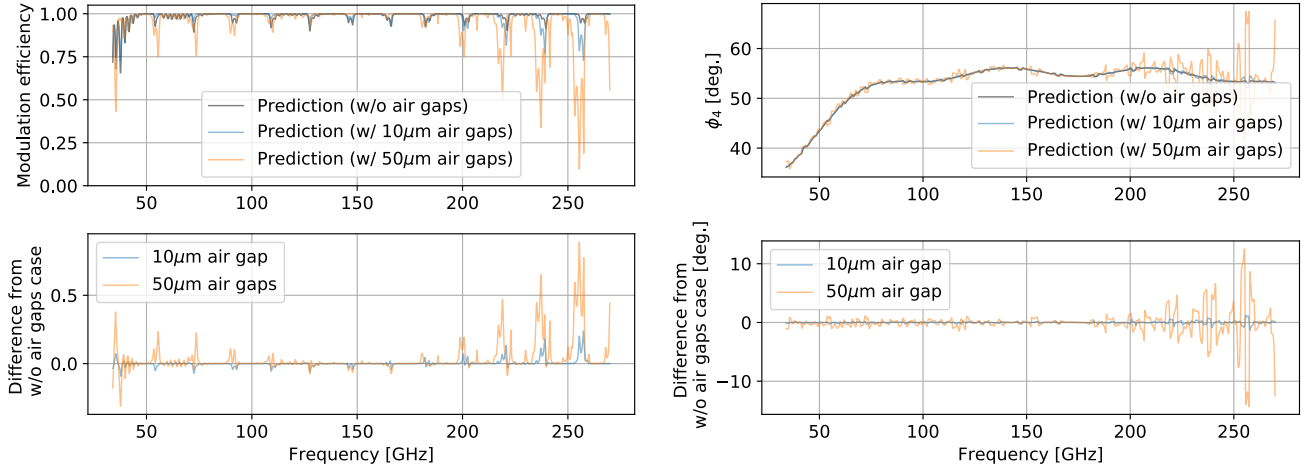 Modulation efficiency
1.00
0.75
0.50
0.25
0.00
Prediction (w/o air gaps)
Prediction (w/ 10μm air gaps)
Prediction (w/ 50μm air gaps)
50
100
150
200
250
Frequency [GHz]
ϕ4 [deg.]
60
50
40
Prediction (w/o air gaps)
Prediction (w/ 10μm air gaps)
Prediction (w/ 50μm air gaps)
50
100
150
200
250
Frequency [GHz]
Difference from
w/o air gaps case
0.5
0.0
10μm air gap
50μm air gaps
50
100
150
200
250
Frequency [GHz]
Difference from
w/o air gaps case [deg.]
10
0
−10
10μm air gap
50μm air gap
50
100
150
200
250
Frequency [GHz]